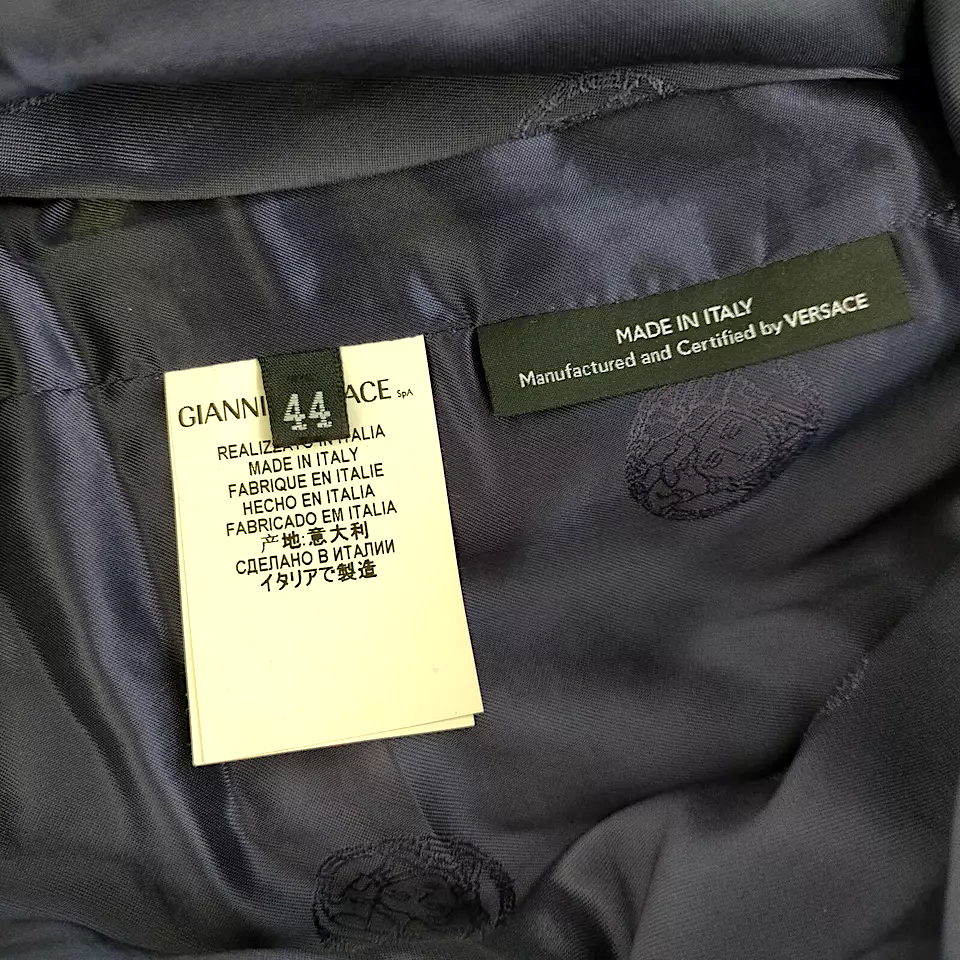 GIANNI ACE SpA
44
REALIZZATO IN ITALIA
MADE IN ITALY
FABRIQUE EN ITALIE
HECHO EN ITALIA
FABRICADO EM ITALIA
产地:意大利
СДЕЛАНО В ИТАЛИИ
イタリアで製造
MADE IN ITALY
Manufactured and Certified by VERSACE